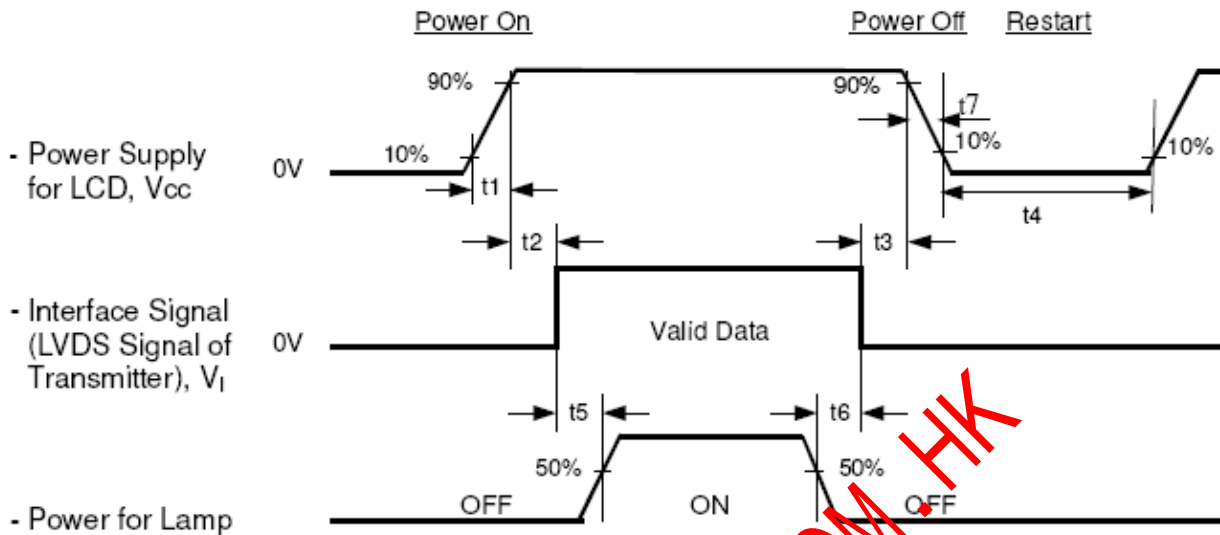 Power On Power Off Restart
90% 90% t7
- Power Supply 10% 10% 10%
for LCD, Vcc 0V t1 t4
t2 t3
- Interface Signal
(LVDS Signal of 0V Valid Data
Transmitter), VI
t5 t6
50% 50%
OFF ON OFF
- Power for Lamp
OM.HK